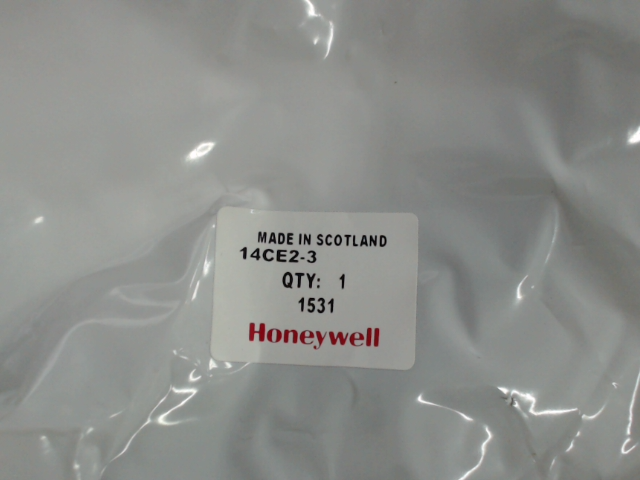 MADE IN SCOTLAND
14CE2-3
QTY: 1
1531
Honeywell